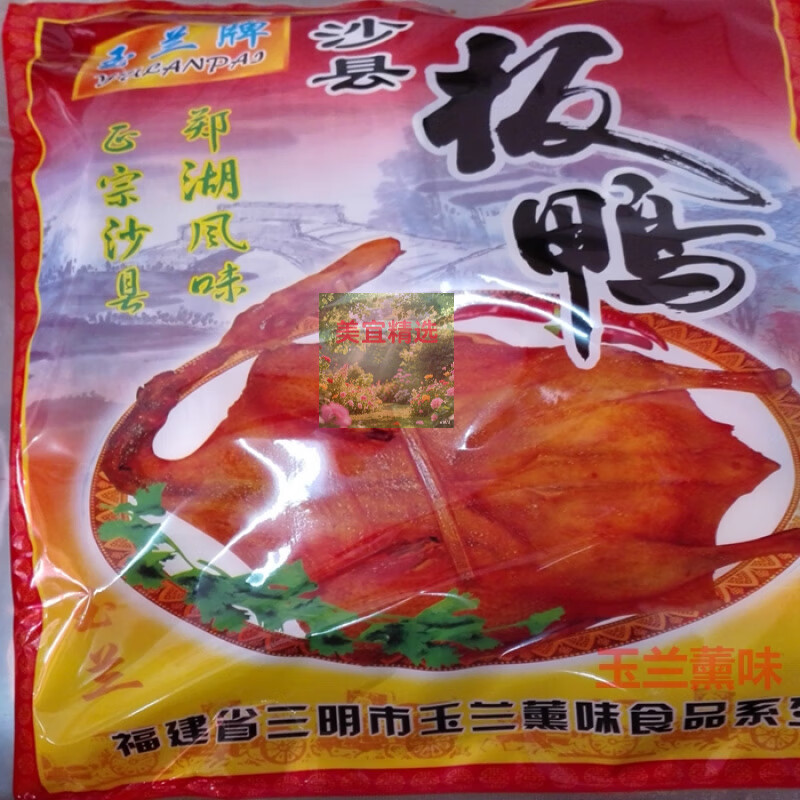 玉兰牌
YULANPAI
沙县
板鸭
郑湖风味
正宗沙县
美宜精选
玉兰
玉兰薰味
福建省三明市玉兰薰味食品系列